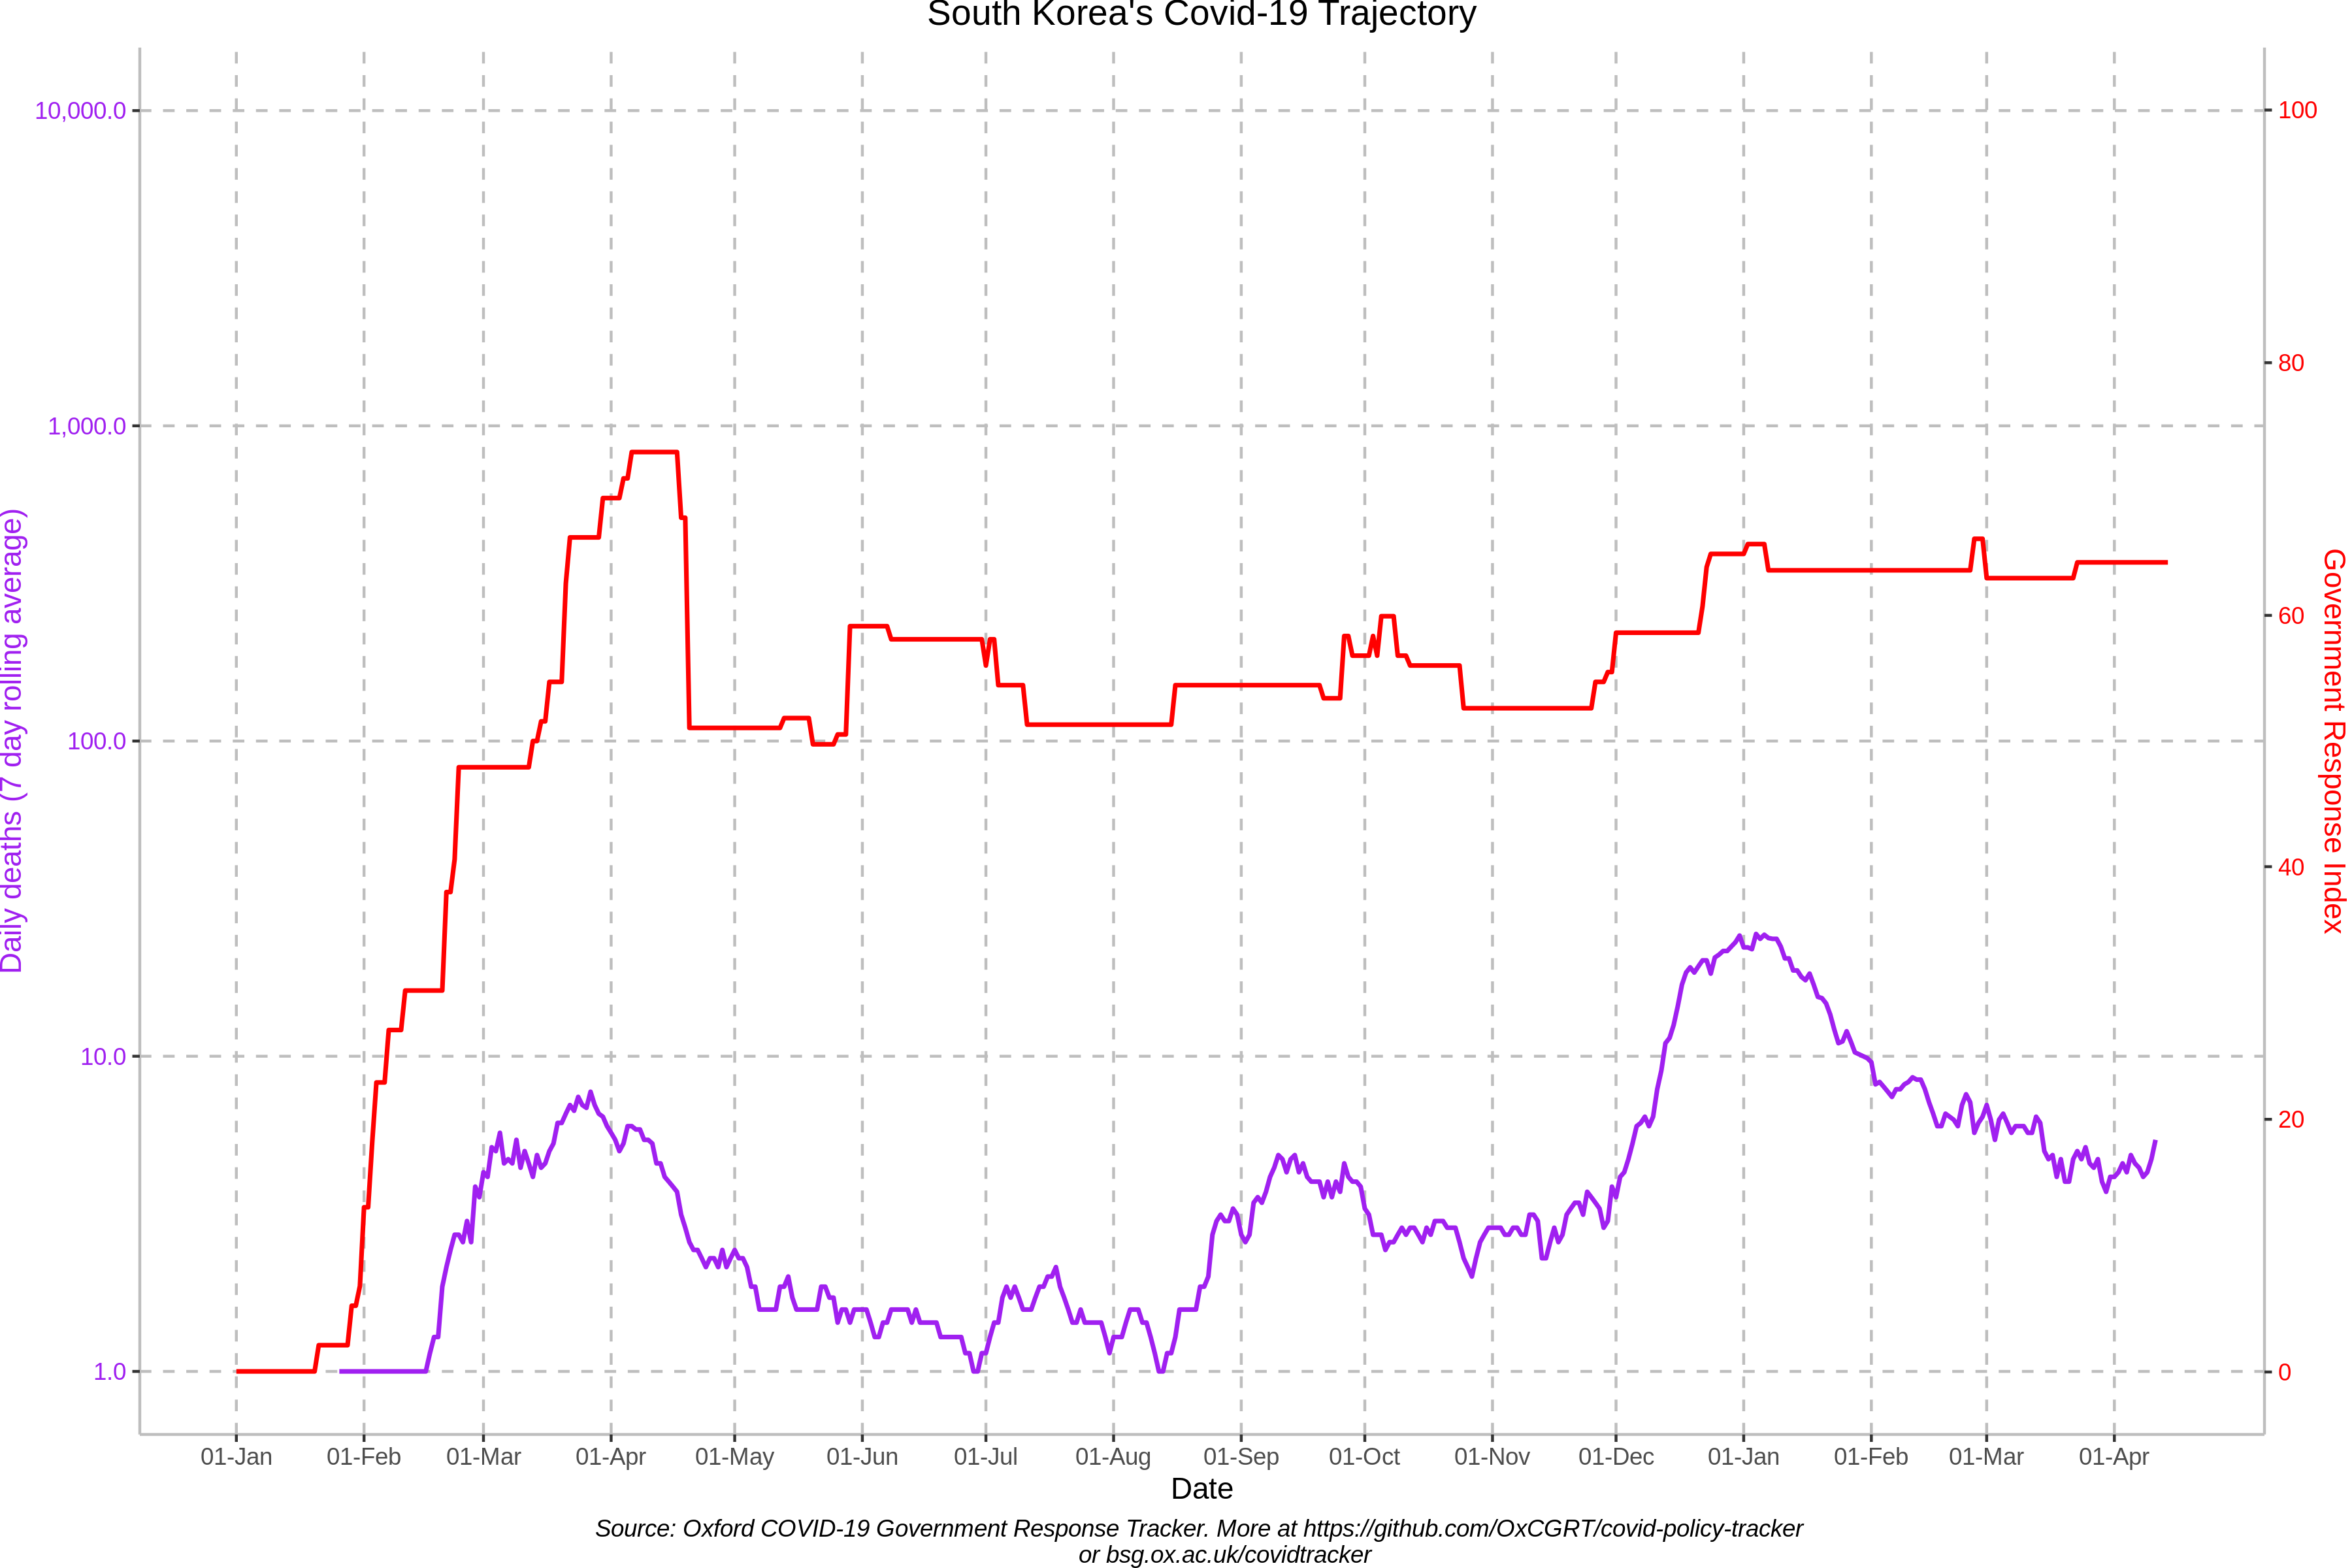 South Korea's Covid-19 Trajectory
10,000.0
1,000.0
100.0
10.0
1.0
Daily deaths (7 day rolling average)
100
80
60
40
20
0
Government Response Index
01-Jan 01-Feb 01-Mar 01-Apr 01-May 01-Jun 01-Jul 01-Aug 01-Sep 01-Oct 01-Nov 01-Dec 01-Jan 01-Feb 01-Mar 01-Apr
Date
Source: Oxford COVID-19 Government Response Tracker. More at https://github.com/OxCGRT/covid-policy-tracker
or bsg.ox.ac.uk/covidtracker